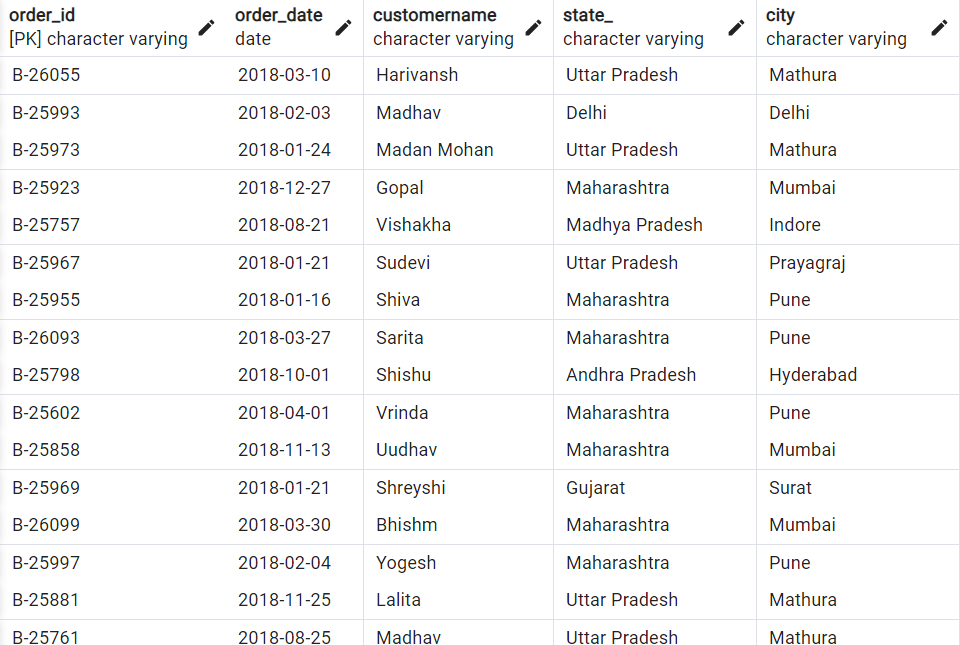 order_id order_date customername state_ city
[PK] character varying date character varying character varying character varying
B-26055 2018-03-10 Harivansh Uttar Pradesh Mathura
B-25993 2018-02-03 Madhav Delhi Delhi
B-25973 2018-01-24 Madan Mohan Uttar Pradesh Mathura
B-25923 2018-12-27 Gopal Maharashtra Mumbai
B-25757 2018-08-21 Vishakha Madhya Pradesh Indore
B-25967 2018-01-21 Sudevi Uttar Pradesh Prayagraj
B-25955 2018-01-16 Shiva Maharashtra Pune
B-26093 2018-03-27 Sarita Maharashtra Pune
B-25798 2018-10-01 Shishu Andhra Pradesh Hyderabad
B-25602 2018-04-01 Vrinda Maharashtra Pune
B-25858 2018-11-13 Uudhav Maharashtra Mumbai
B-25969 2018-01-21 Shreyshi Gujarat Surat
B-26099 2018-03-30 Bhishm Maharashtra Mumbai
B-25997 2018-02-04 Yogesh Maharashtra Pune
B-25881 2018-11-25 Lalita Uttar Pradesh Mathura
B-25761 2018-08-25 Madhav Uttar Pradesh Mathura